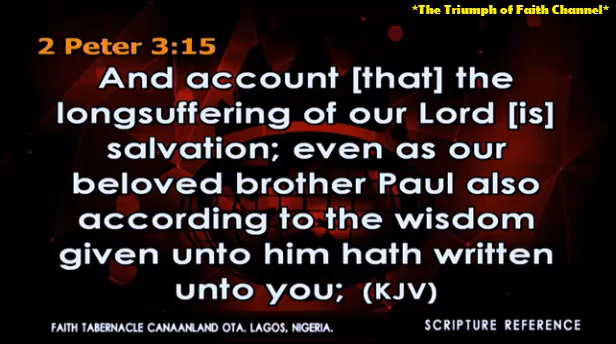 *The Triumph of Faith Channel*
2 Peter 3:15
And account [that] the
longsuffering of our Lord [is]
salvation; even as our
beloved brother Paul also
according to the wisdom
given unto him hath written
unto you; (KJV)
FAITH TABERNACLE CANAANLAND OTA. LAGOS, NIGERIA.
SCRIPTURE REFERENCE